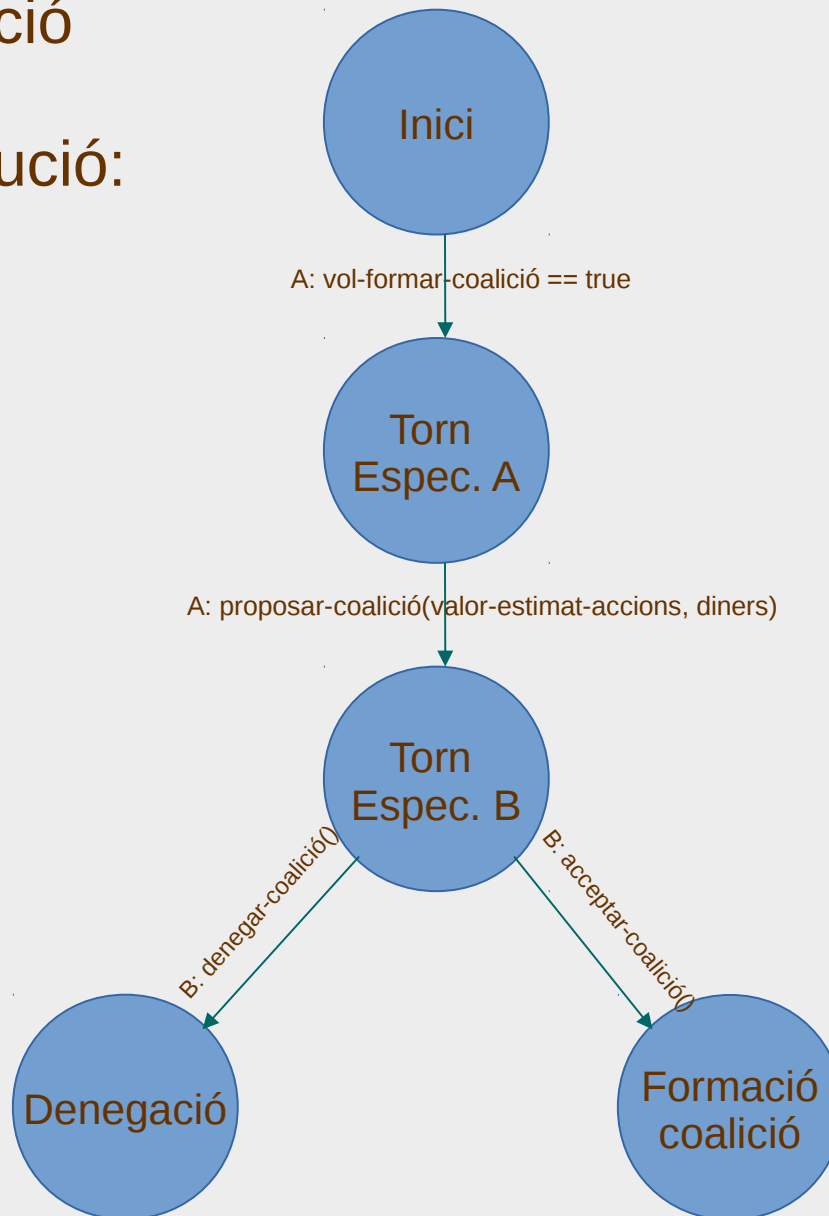 ció
ució:
Inici
A: vol-formar-coalició == true
Torn
Espec. A
A: proposar-coalició(valor-estimat-accions, diners)
Torn
Espec. B
B: denegar-coalició()
B: acceptar-coalició()
Denegació
Formació
coalició